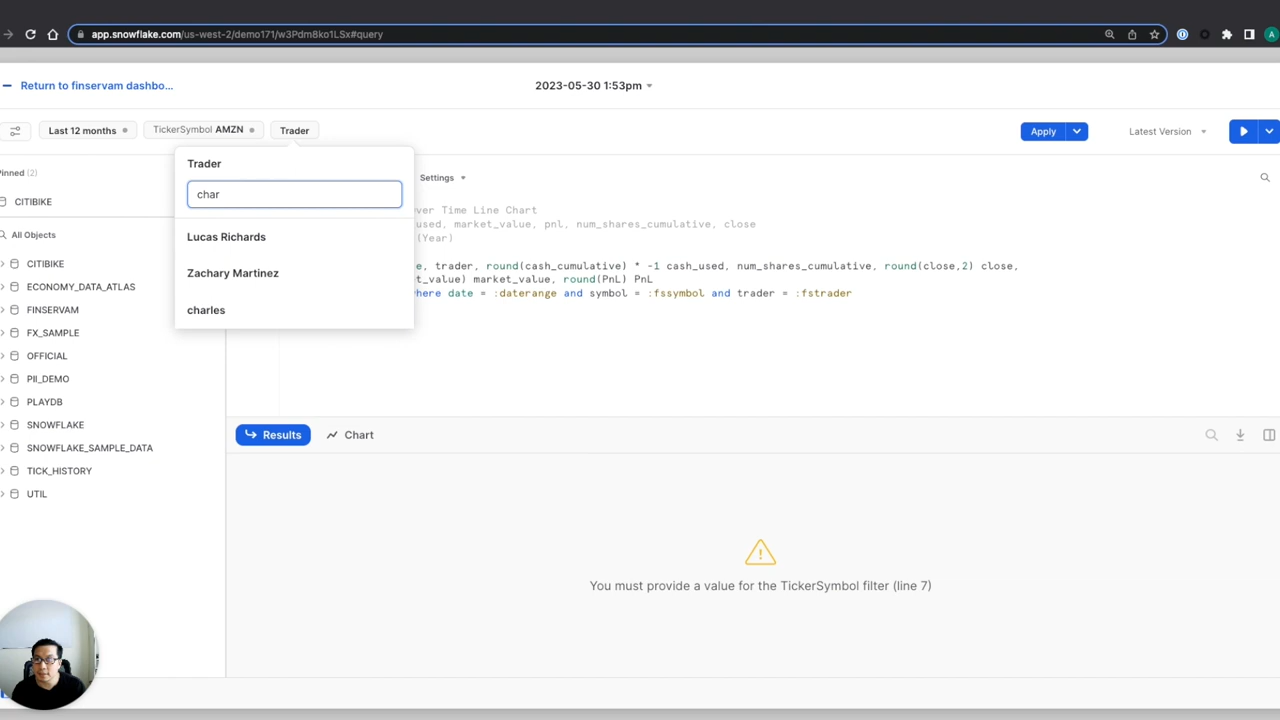 app.snowflake.com/us-west-2/demo171/w3Pdm8ko1LSx#query
A
Return to finservam dashbo...
2023-05-30 1:53pm
Last 12 months
TickerSymbol AMZN
Trader
Apply
Latest Version
Pinned (2)
CITIBIKE
All Objects
CITIBIKE
ECONOMY_DATA_ATLAS
FINSERVAM
FX_SAMPLE
OFFICIAL
PII_DEMO
PLAYDB
SNOWFLAKE
SNOWFLAKE_SAMPLE_DATA
TICK_HISTORY
UTIL
Trader
char
Lucas Richards
Zachary Martinez
charles
Settings
ver Time Line Chart
used, market_value, pnl, num_shares_cumulative, close
(Year)
e, trader, round(cash_cumulative) * -1 cash_used, num_shares_cumulative, round(close,2) close,
t_value) market_value, round(PnL) PnL
where date = :daterange and symbol = :fssymbol and trader = :fstrader
Results
Chart
You must provide a value for the TickerSymbol filter (line 7)